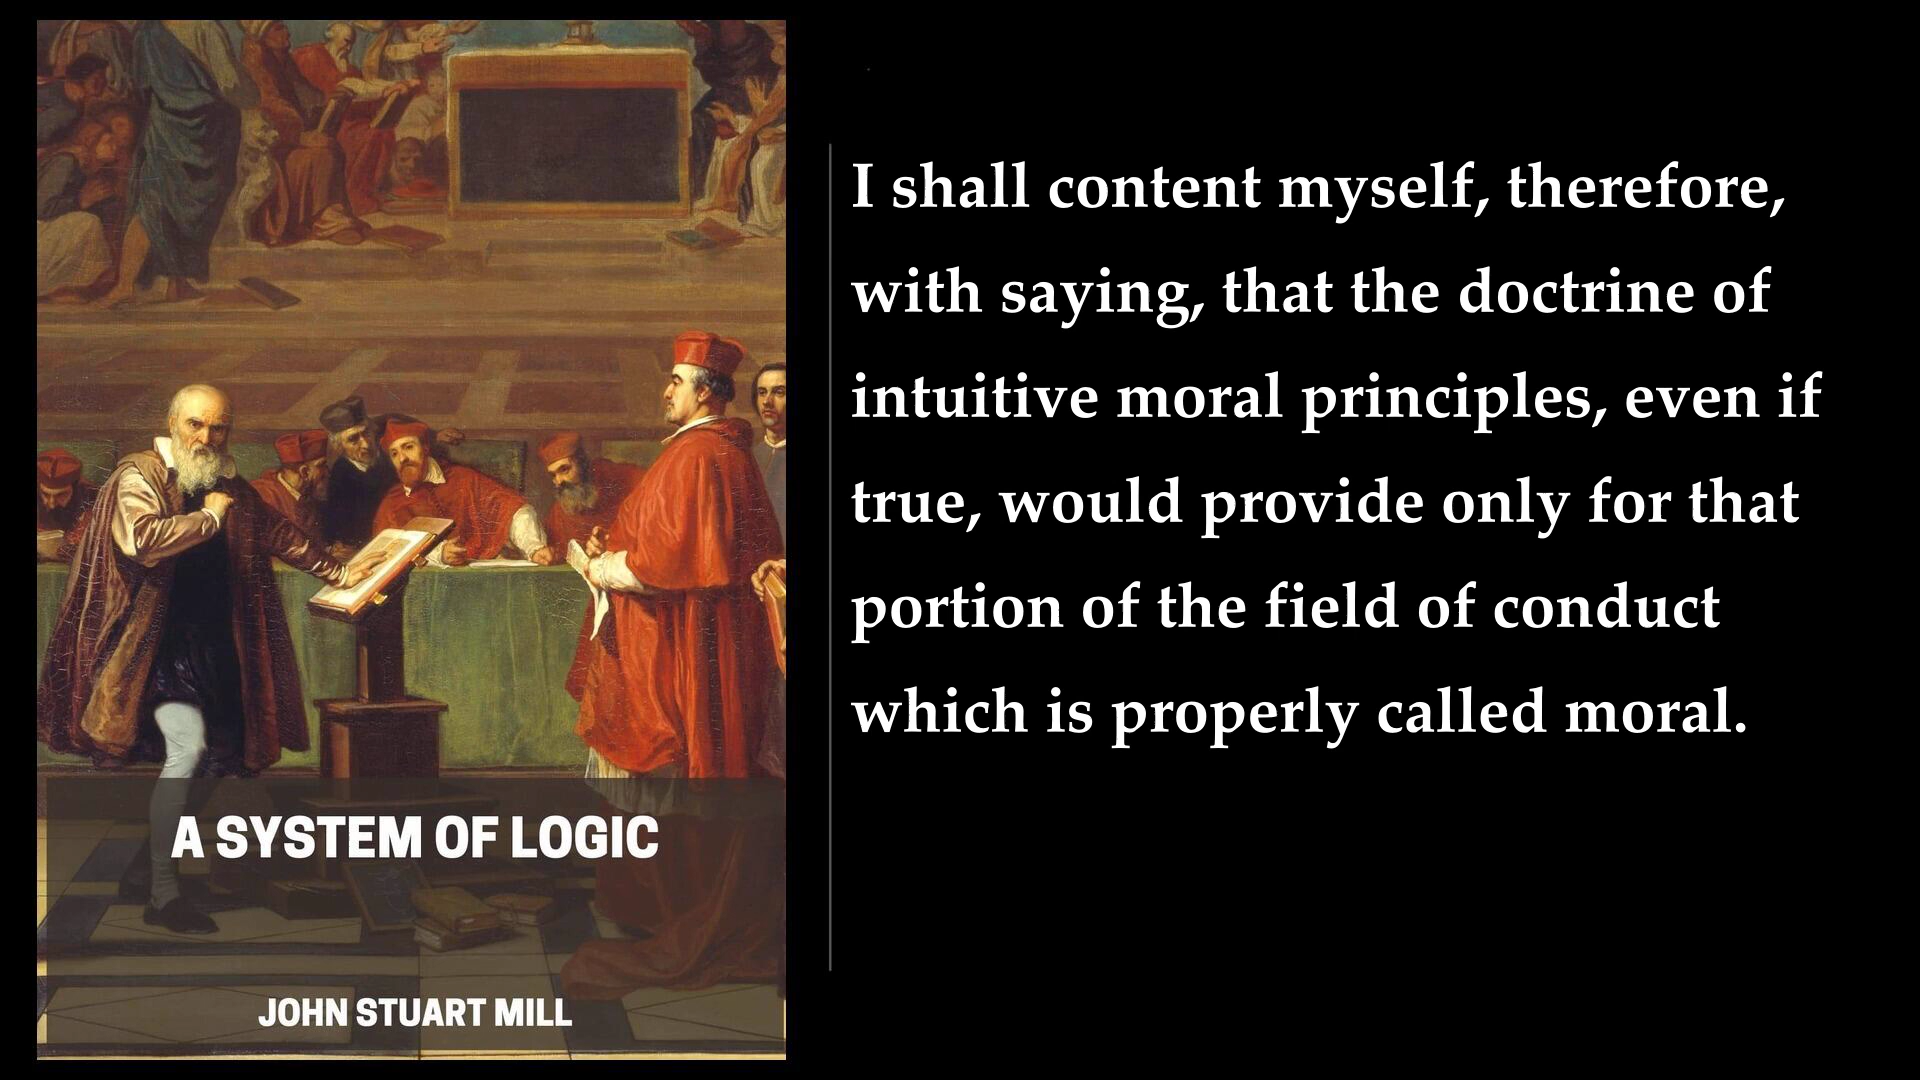 A SYSTEM OF LOGIC
JOHN STUART MILL
I shall content myself, therefore,
with saying, that the doctrine of
intuitive moral principles, even if
true, would provide only for that
portion of the field of conduct
which is properly called moral.